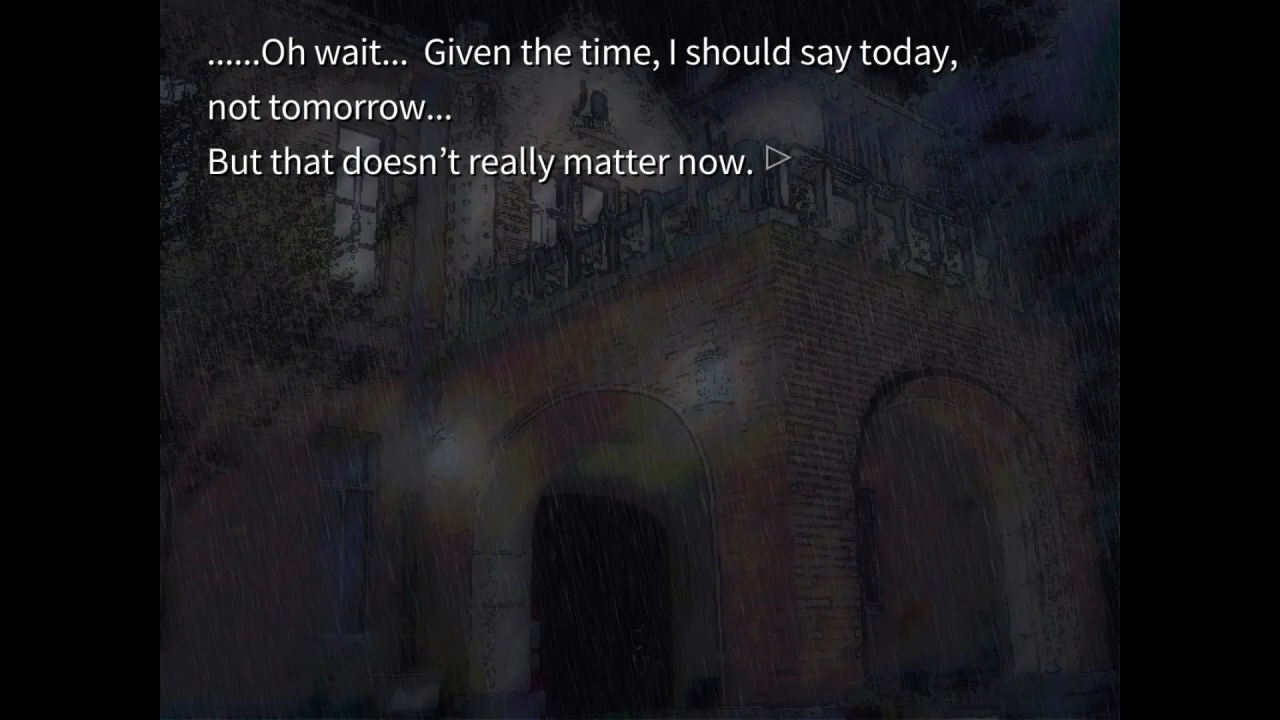 ......Oh wait...  Given the time, I should say today,
not tomorrow...
But that doesn’t really matter now.